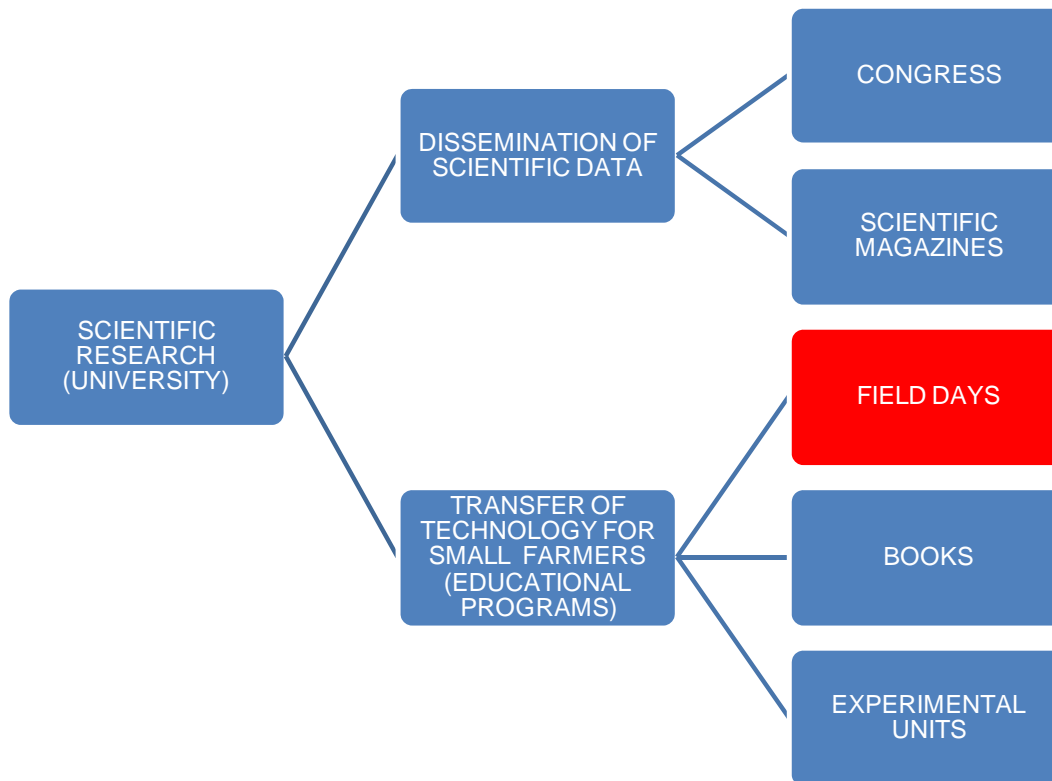 SCIENTIFIC
RESEARCH
(UNIVERSITY)
DISSEMINATION OF
SCIENTIFIC DATA
CONGRESS
SCIENTIFIC
MAGAZINES
TRANSFER OF
TECHNOLOGY FOR
SMALL FARMERS
(EDUCATIONAL
PROGRAMS)
FIELD DAYS
BOOKS
EXPERIMENTAL
UNITS